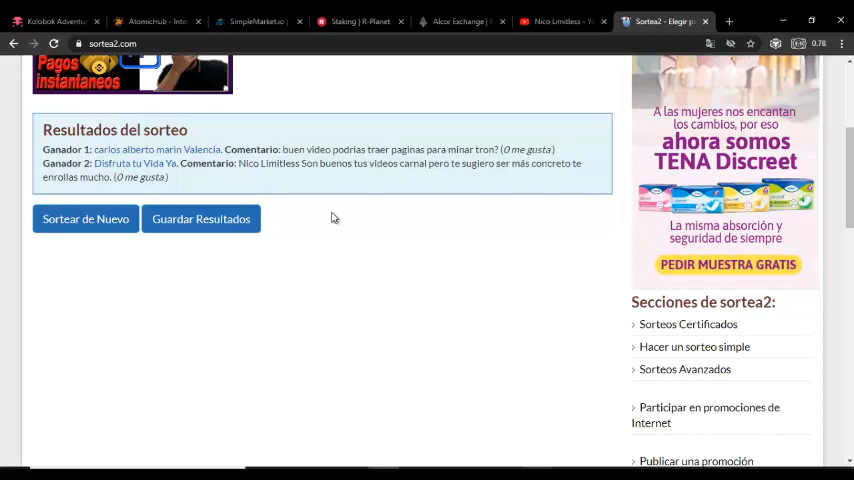 Kolobok Adventu
AtomicHub - Inte
SimpleMarket.io |
Staking | R-Planet
Alcor Exchange |
Nico Limitless - Yo
Sortea2 - Elegir po
sortea2.com
0.78
Pagos
instantaneos
Resultados del sorteo
Ganador 1: carlos alberto marin Valencia. Comentario: buen video podrias traer paginas para minar tron? (0 me gusta )
Ganador 2: Disfruta tu Vida Ya. Comentario: Nico Limitless Son buenos tus videos carnal pero te sugiero ser más concreto te
enrollas mucho. (0 me gusta )
Sortear de Nuevo
Guardar Resultados
A las mujeres nos encantan
los cambios, por eso
ahora somos
TENA Discreet
La misma absorción y
seguridad de siempre
PEDIR MUESTRA GRATIS
Secciones de sortea2:
Sorteos Certificados
Hacer un sorteo simple
Sorteos Avanzados
Participar en promociones de
Internet
Publicar una promoción